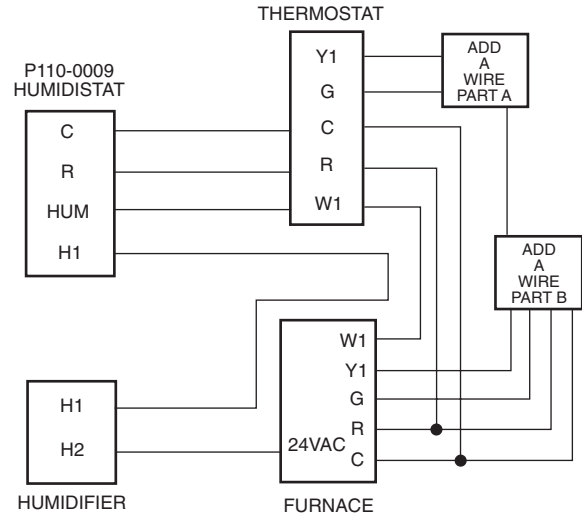 THERMOSTAT
P110-0009
HUMIDISTAT
C
R
HUM
H1
Y1
G
C
R
W1
ADD
A
WIRE
PART A
ADD
A
WIRE
PART B
H1
H2
HUMIDIFIER
W1
Y1
G
R
24VAC
C
FURNACE